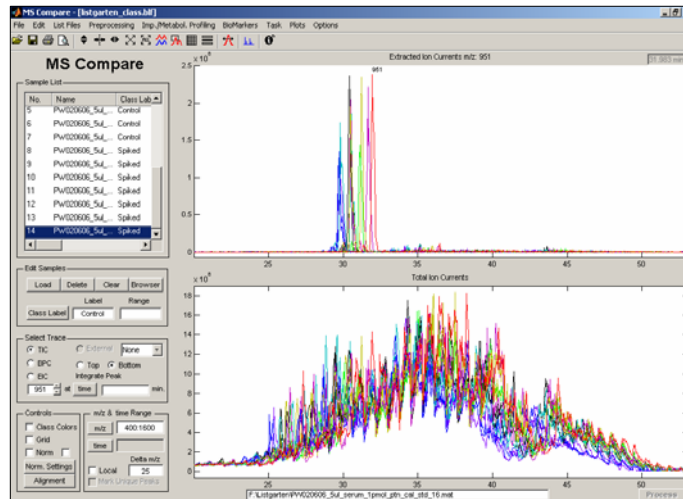 MS Compare - [listgarten_class.blf]
File Edit List Files Preprocessing Imp./Metabol. Profiling BioMarkers Task Plots Options
MS Compare
Sample List
No. Name Class Lab
5 PW020606_5ul_... Control
6 PW020606_5ul_... Control
7 PW020606_5ul_... Control
8 PW020606_5ul_... Spiked
9 PW020606_5ul_... Spiked
10 PW020606_5ul_... Spiked
11 PW020606_5ul_... Spiked
12 PW020606_5ul_... Spiked
13 PW020606_5ul_... Spiked
14 PW020606_5ul_... Spiked
Edit Samples
Load Delete Clear Browser
Label Range
Class Label Control
Select Trace
TIC External None
BPC Top Bottom
EIC Integrate Peak
951 at time min.
Controls
Class Colors
Grid
Norm
Norm. Settings
Alignment
m/z & time Range
m/z 400:1600
time
Delta m/z
Local 25
Mark Unique Peaks
Extracted Ion Currents m/z: 951
31.983 min
951
2.5
2
1.5
1
0.5
0
25 30 35 40 45 50
Total Ion Currents
18
16
14
12
10
8
6
4
2
0
25 30 35 40 45 50
F:\Listgarten\PW020606_5ul_serum_1pmol_ptn_cal_std_16.mat
Process